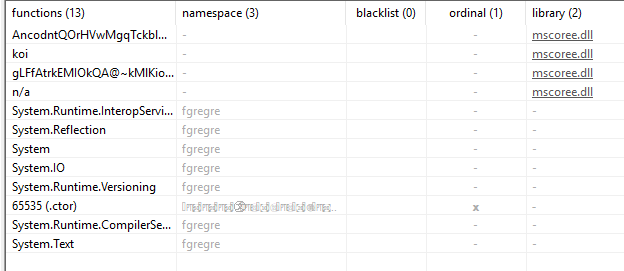 functions (13) namespace (3) blacklist (0) ordinal (1) library (2)
AncodntQOrHVwMgqTckbl... - - - mscoree.dll
koi - - - mscoree.dll
gLFfAtrkEMIOkQA@~kMIKio... - - - mscoree.dll
n/a - - - mscoree.dll
System.Runtime.InteropServi... fgregre - - -
System.Reflection fgregre - - -
System fgregre - - -
System.IO fgregre - - -
System.Runtime.Versioning fgregre - - -
65535 (.ctor) - x -
System.Runtime.CompilerSe... fgregre - - -
System.Text fgregre - - -